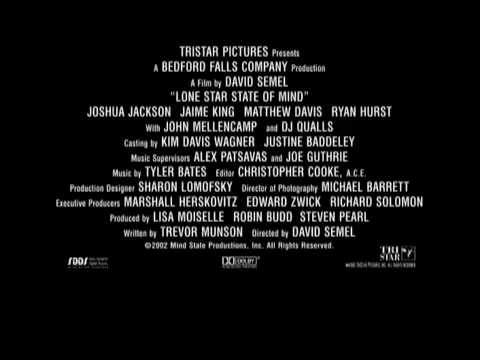 TRISTAR PICTURES Presents
A BEDFORD FALLS COMPANY Production
A Film by DAVID SEMEL
"LONE STAR STATE OF MIND"
JOSHUA JACKSON JAIME KING MATTHEW DAVIS RYAN HURST
With JOHN MELLENCAMP and DJ QUALLS
Casting by KIM DAVIS WAGNER JUSTINE BADDELEY
Music Supervisors ALEX PATSAVAS and JOE GUTHRIE
Music by TYLER BATES Editor CHRISTOPHER COOKE, A.C.E.
Production Designer SHARON LOMOFSKY Director of Photography MICHAEL BARRETT
Executive Producers MARSHALL HERSKOVITZ EDWARD ZWICK RICHARD SOLOMON
Produced by LISA MOISELLE ROBIN BUDD STEVEN PEARL
Written by TREVOR MUNSON Directed by DAVID SEMEL
©2002 Mind State Productions, Inc. All Rights Reserved.
SDDS
DOLBY
TRI STAR